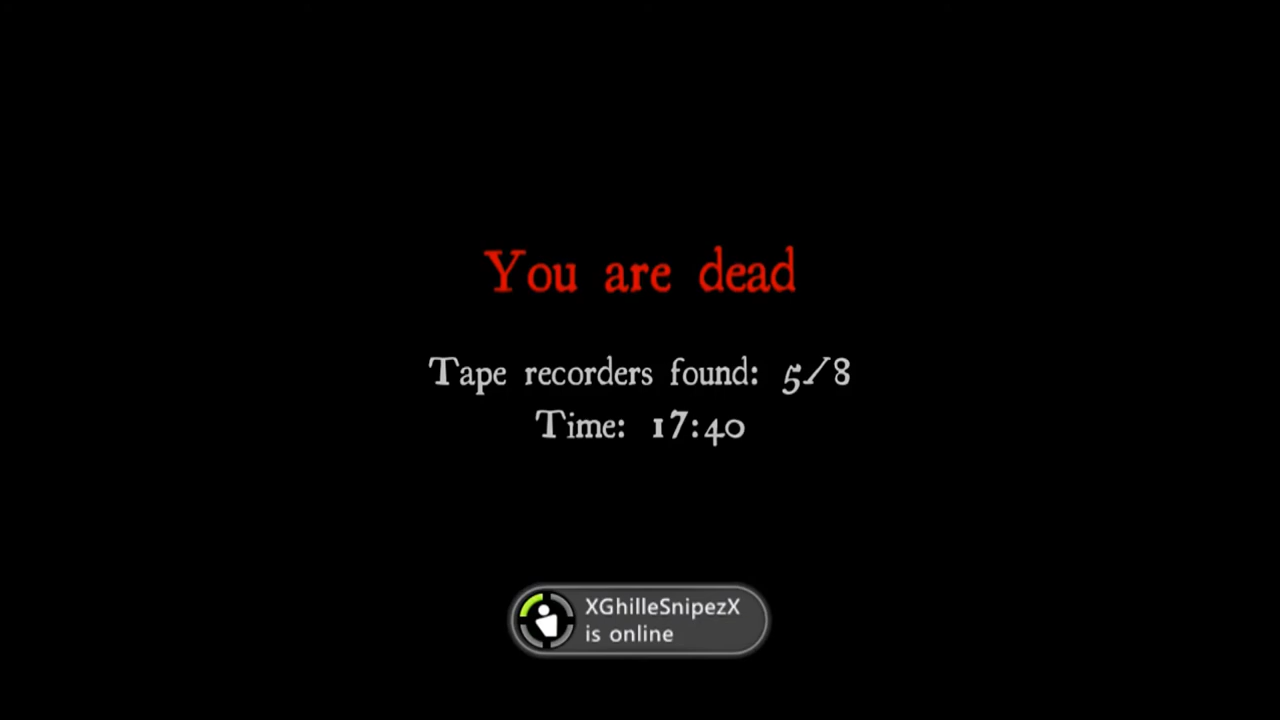 You are dead
Tape recorders found: 5/8
Time: 17:40
XGhilleSnipezX
is online